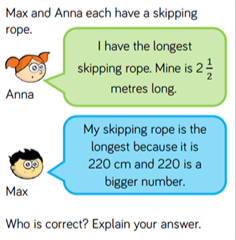 Max and Anna each have a skipping
rope.
I have the longest
skipping rope. Mine is 2 1/2
metres long.
Anna
My skipping rope is the
longest because it is
220 cm and 220 is a
bigger number.
Max
Who is correct? Explain your answer.